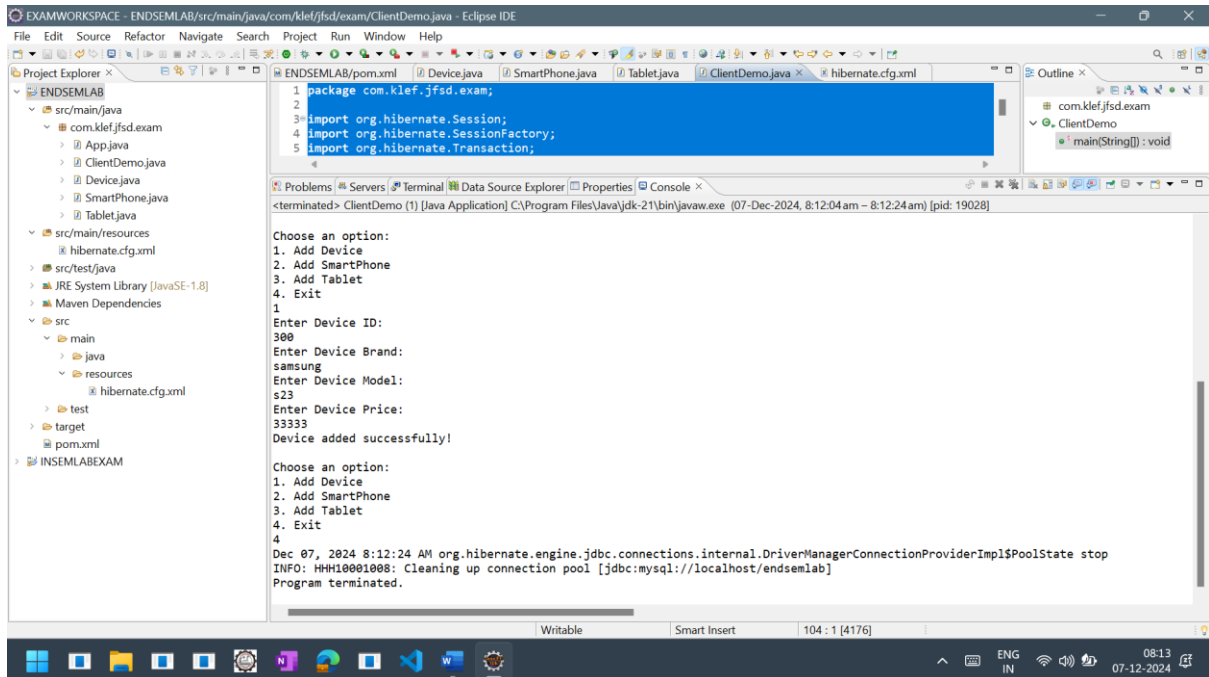 EXAMWORKSPACE - ENDSEMLAB/src/main/java/com/klef/jfsd/exam/ClientDemo.java - Eclipse IDE
File Edit Source Refactor Navigate Search Project Run Window Help
Project Explorer
ENDSEMLAB
src/main/java
com.klef.jfsd.exam
App.java
ClientDemo.java
Device.java
SmartPhone.java
Tablet.java
src/main/resources
hibernate.cfg.xml
src/test/java
JRE System Library [JavaSE-1.8]
Maven Dependencies
src
main
java
resources
hibernate.cfg.xml
test
target
pom.xml
INSEMLABEXAM
ENDSEMLAB/pom.xml Device.java SmartPhone.java Tablet.java ClientDemo.java hibernate.cfg.xml
1 package com.klef.jfsd.exam;
2
3 import org.hibernate.Session;
4 import org.hibernate.SessionFactory;
5 import org.hibernate.Transaction;
Outline
com.klef.jfsd.exam
ClientDemo
main(String[]) : void
Problems Servers Terminal Data Source Explorer Properties Console
<terminated> ClientDemo (1) [Java Application] C:\Program Files\Java\jdk-21\bin\javaw.exe (07-Dec-2024, 8:12:04 am – 8:12:24 am) [pid: 19028]
Choose an option:
1. Add Device
2. Add SmartPhone
3. Add Tablet
4. Exit
1
Enter Device ID:
300
Enter Device Brand:
samsung
Enter Device Model:
s23
Enter Device Price:
33333
Device added successfully!
Choose an option:
1. Add Device
2. Add SmartPhone
3. Add Tablet
4. Exit
4
Dec 07, 2024 8:12:24 AM org.hibernate.engine.jdbc.connections.internal.DriverManagerConnectionProviderImpl$PoolState stop
INFO: HHH10001008: Cleaning up connection pool [jdbc:mysql://localhost/endsemlab]
Program terminated.
Writable Smart Insert 104 : 1 [4176]
ENG
IN
08:13
07-12-2024